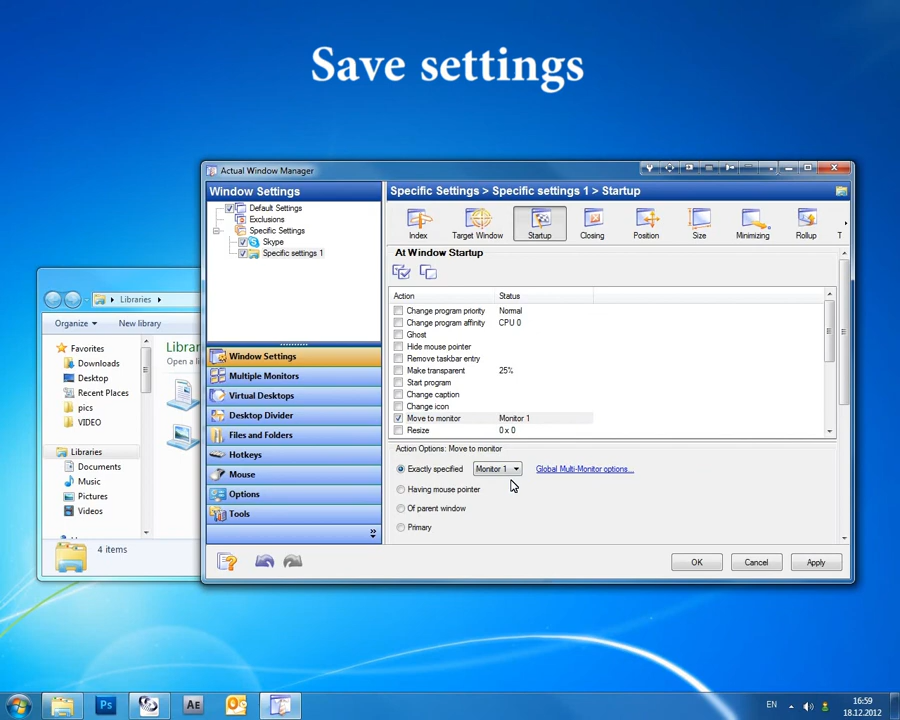 Save settings
Actual Window Manager
Window Settings
Default Settings
Exclusions
Specific Settings
Skype
Specific settings 1
Window Settings
Multiple Monitors
Virtual Desktops
Desktop Divider
Files and Folders
Hotkeys
Mouse
Options
Tools
Specific Settings > Specific settings 1 > Startup
Index
Target Window
Startup
Closing
Position
Size
Minimizing
Rollup
T
At Window Startup
Action Status
Change program priority Normal
Change program affinity CPU 0
Ghost
Hide mouse pointer
Remove taskbar entry
Make transparent 25%
Start program
Change caption
Change icon
Move to monitor Monitor 1
Resize 0 x 0
Action Options: Move to monitor
Exactly specified Monitor 1 Global Multi-Monitor options...
Having mouse pointer
Of parent window
Primary
OK Cancel Apply
Libraries
Organize New library
Favorites
Downloads
Desktop
Recent Places
pics
VIDEO
Libraries
Documents
Music
Pictures
Videos
Librar
Open a li
4 items
Ps
AE
EN
16:59
18.12.2012